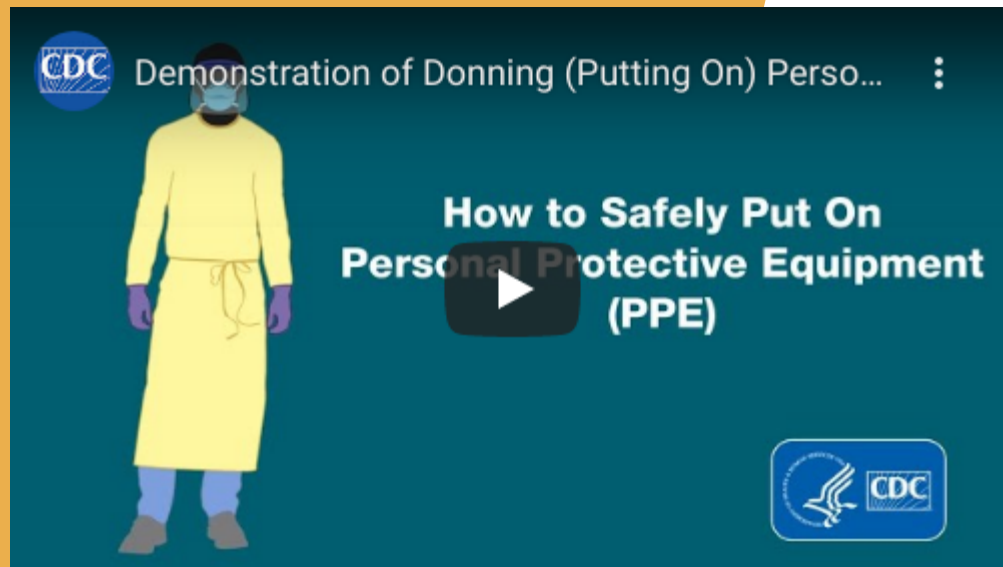 CDC
Demonstration of Donning (Putting On) Perso...
How to Safely Put On
Personal Protective Equipment
(PPE)
CDC